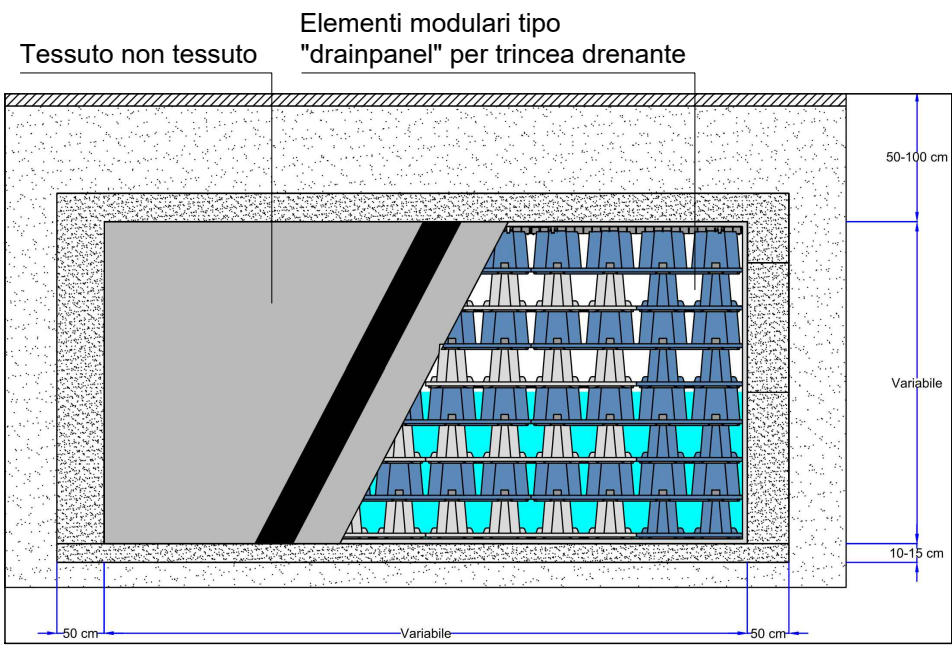 Elementi modulari tipo
"drainpanel" per trincea drenante
Tessuto non tessuto
50-100 cm
Variabile
10-15 cm
50 cm
Variabile
50 cm